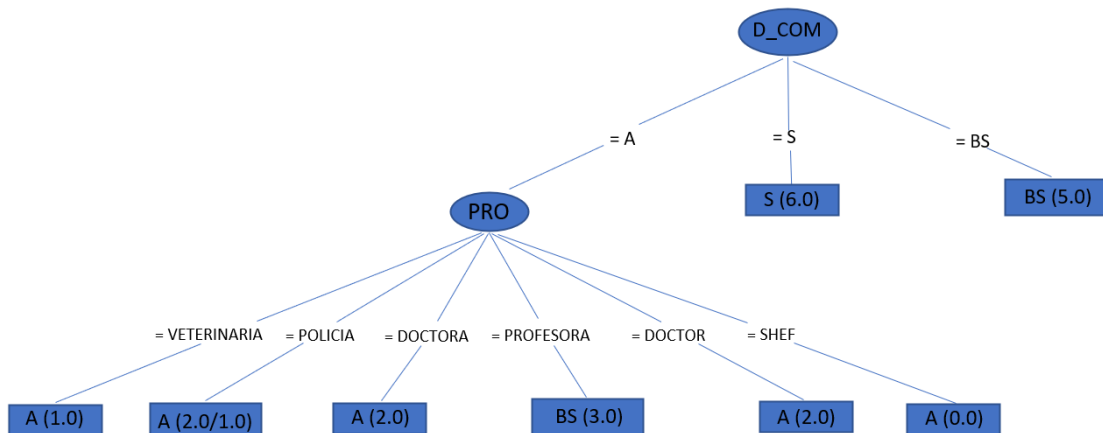 D_COM
= A
= S
= BS
PRO
S (6.0)
BS (5.0)
= VETERINARIA
= POLICIA
= DOCTORA
= PROFESORA
= DOCTOR
= SHEF
A (1.0)
A (2.0/1.0)
A (2.0)
BS (3.0)
A (2.0)
A (0.0)